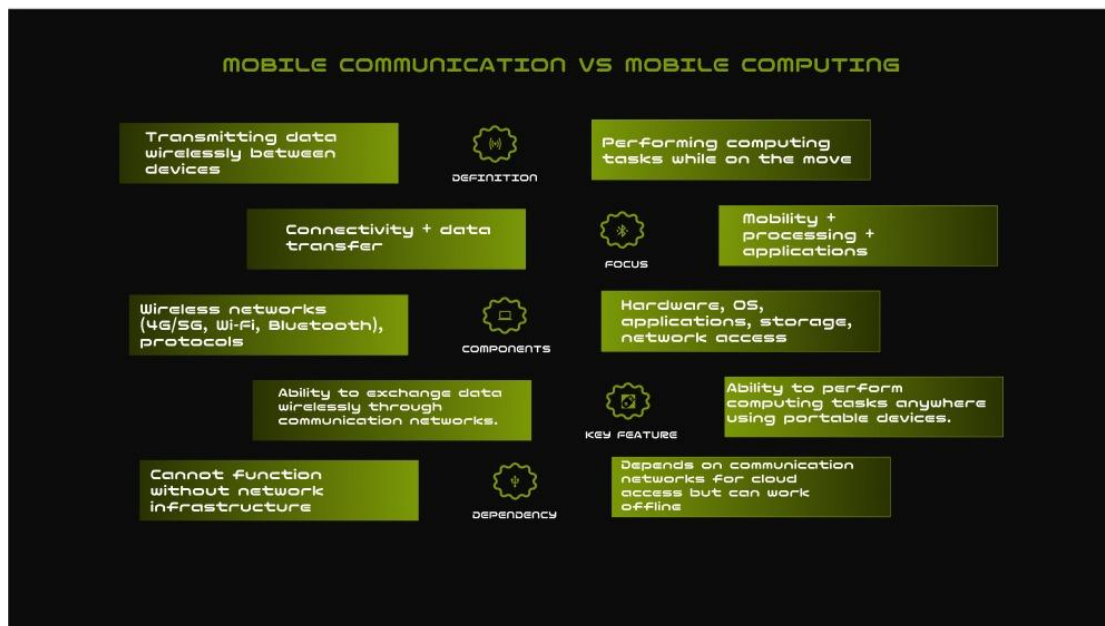 MOBILE COMMUNICATION VS MOBILE COMPUTING
Transmitting data
wirelessly between
devices
DEFINITION
Performing computing
tasks while on the move
Connectivity + data
transfer
FOCUS
Mobility +
processing +
applications
Wireless networks
(4G/5G, Wi-Fi, Bluetooth),
protocols
COMPONENTS
Hardware, OS,
applications, storage,
network access
Ability to exchange data
wirelessly through
communication networks.
KEY FEATURE
Ability to perform
computing tasks anywhere
using portable devices.
Cannot function
without network
infrastructure
DEPENDENCY
Depends on communication
networks for cloud
access but can work
offline